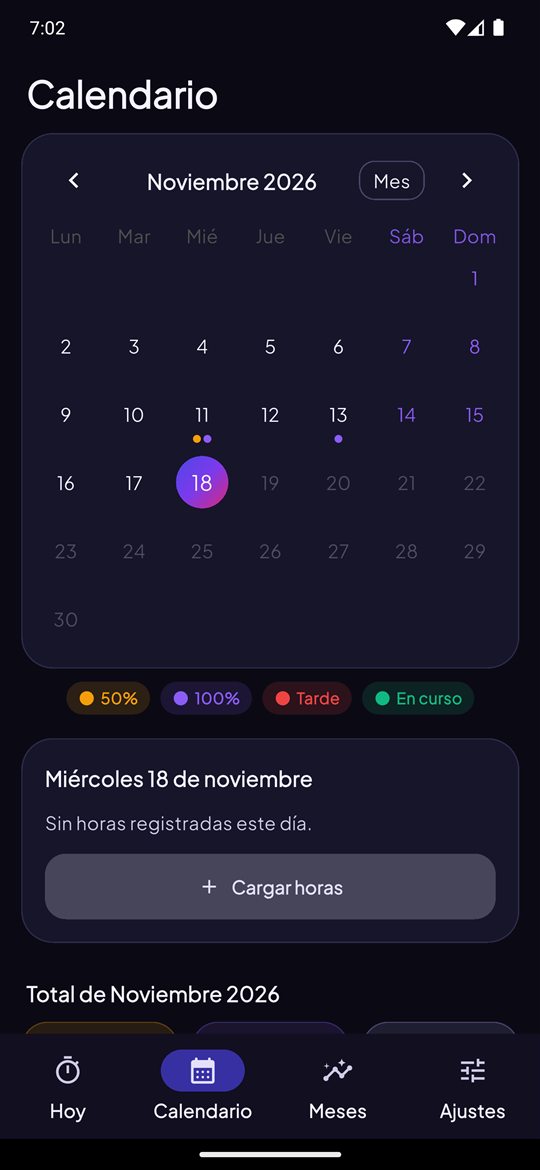 7:02
Calendario
Noviembre 2026 Mes
Lun Mar Mié Jue Vie Sáb Dom
1
2 3 4 5 6 7 8
9 10 11 12 13 14 15
16 17 18 19 20 21 22
23 24 25 26 27 28 29
30
50% 100% Tarde En curso
Miércoles 18 de noviembre
Sin horas registradas este día.
+ Cargar horas
Total de Noviembre 2026
Hoy Calendario Meses Ajustes